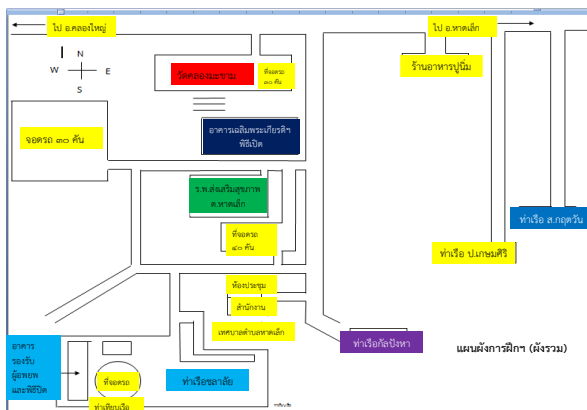 ไป อ.คลองใหญ่
ไป อ.หาดเล็ก
N
W E
S
วัดคลองมะขาม
ที่จอดรถ
๓๐ คัน
ร้านอาหารปูนิ่ม
จอดรถ ๓๐ คัน
อาคารเฉลิมพระเกียรติฯ
พิธีเปิด
ร.พ.ส่งเสริมสุขภาพ
ต.หาดเล็ก
ท่าเรือ ส.กฤตวัน
ที่จอดรถ
๔๐ คัน
ท่าเรือ ป.เกษมศิริ
ห้องประชุม
สำนักงาน
เทศบาลตำบลหาดเล็ก
ท่าเรือกัลปังหา
แผนผังการฝึกฯ (ผังรวม)
อาคาร
รองรับ
ผู้อพยพ
และพิธีปิด
ที่จอดรถ
ท่าเรือชลาลัย
ท่าเทียบเรือ